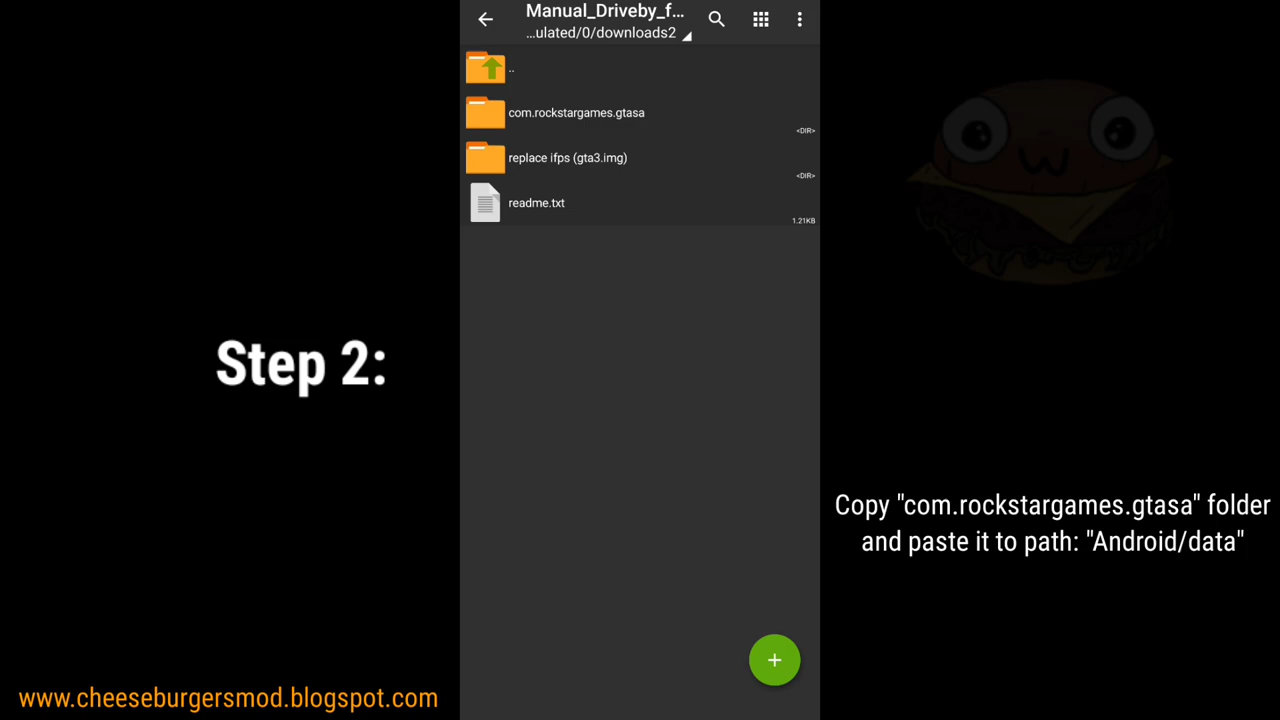 Manual_Driveby_f...
...ulated/0/downloads2
..
com.rockstargames.gtasa
<DIR>
replace ifps (gta3.img)
<DIR>
readme.txt
1.21KB
Step 2:
Copy "com.rockstargames.gtasa" folder
and paste it to path: "Android/data"
www.cheeseburgersmod.blogspot.com